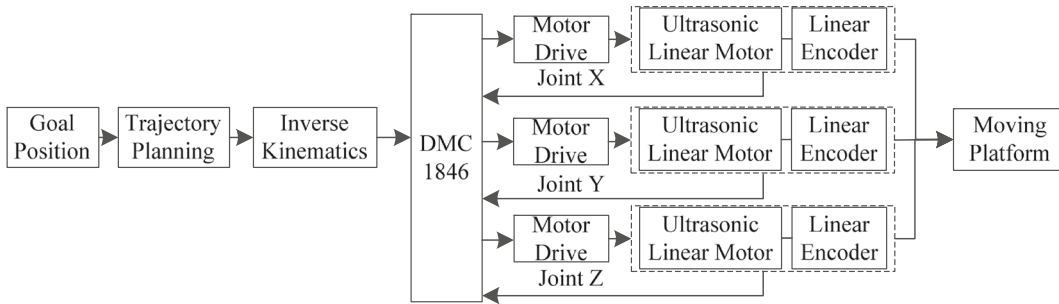 Goal
Position
Trajectory
Planning
Inverse
Kinematics
DMC
1846
Motor
Drive
Ultrasonic
Linear Motor
Linear
Encoder
Joint X
Motor
Drive
Ultrasonic
Linear Motor
Linear
Encoder
Joint Y
Motor
Drive
Ultrasonic
Linear Motor
Linear
Encoder
Joint Z
Moving
Platform